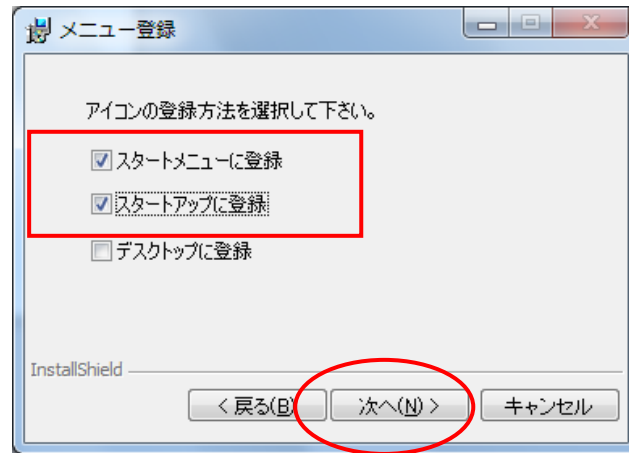 メニュー登録
アイコンの登録方法を選択して下さい。
スタートメニューに登録
スタートアップに登録
デスクトップに登録
InstallShield
< 戻る(B) 次へ(N) > キャンセル